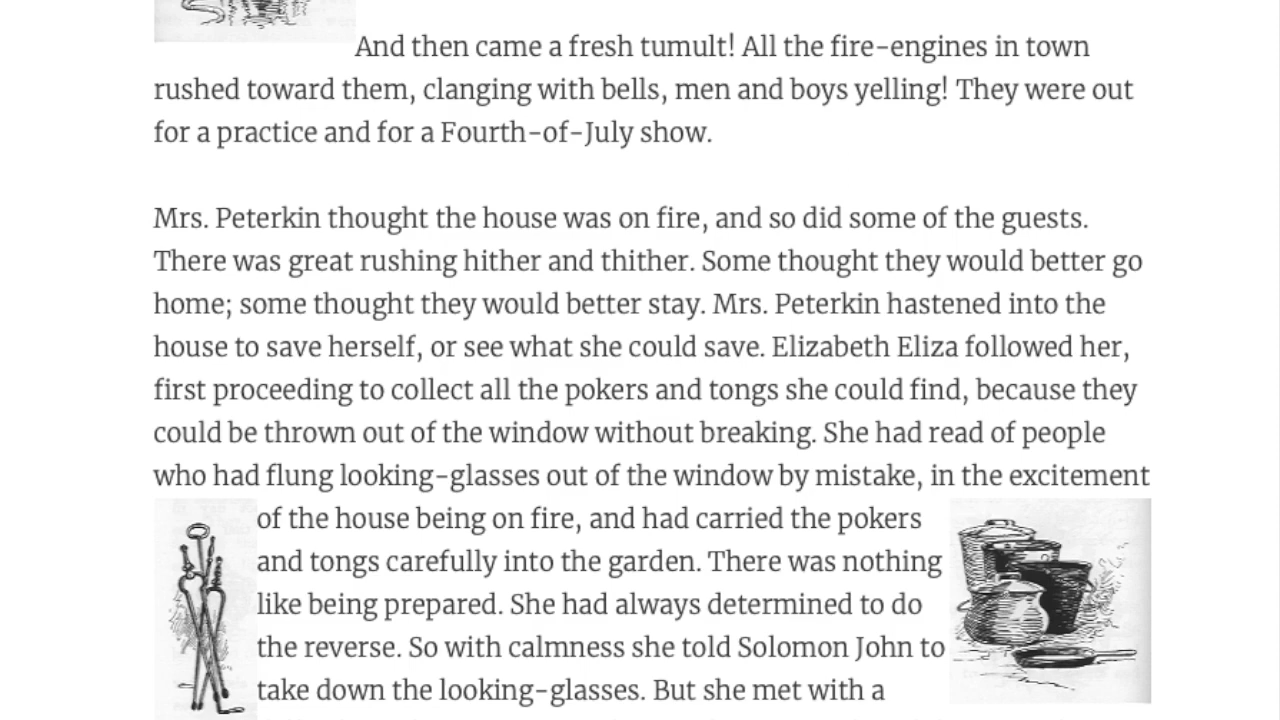 And then came a fresh tumult! All the fire-engines in town
rushed toward them, clanging with bells, men and boys yelling! They were out
for a practice and for a Fourth-of-July show.
Mrs. Peterkin thought the house was on fire, and so did some of the guests.
There was great rushing hither and thither. Some thought they would better go
home; some thought they would better stay. Mrs. Peterkin hastened into the
house to save herself, or see what she could save. Elizabeth Eliza followed her,
first proceeding to collect all the pokers and tongs she could find, because they
could be thrown out of the window without breaking. She had read of people
who had flung looking-glasses out of the window by mistake, in the excitement
of the house being on fire, and had carried the pokers
and tongs carefully into the garden. There was nothing
like being prepared. She had always determined to do
the reverse. So with calmness she told Solomon John to
take down the looking-glasses. But she met with a